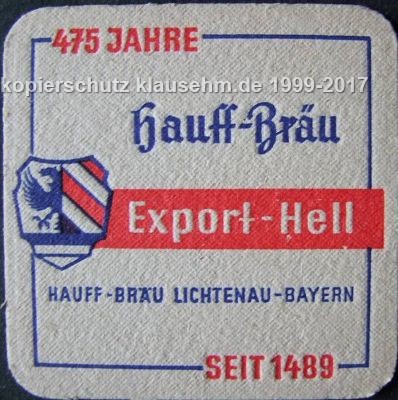 475 JAHRE
kopierschutz klausehm.de 1999-2017
Hauff-Bräu
Export-Hell
HAUFF-BRÄU LICHTENAU-BAYERN
SEIT 1489